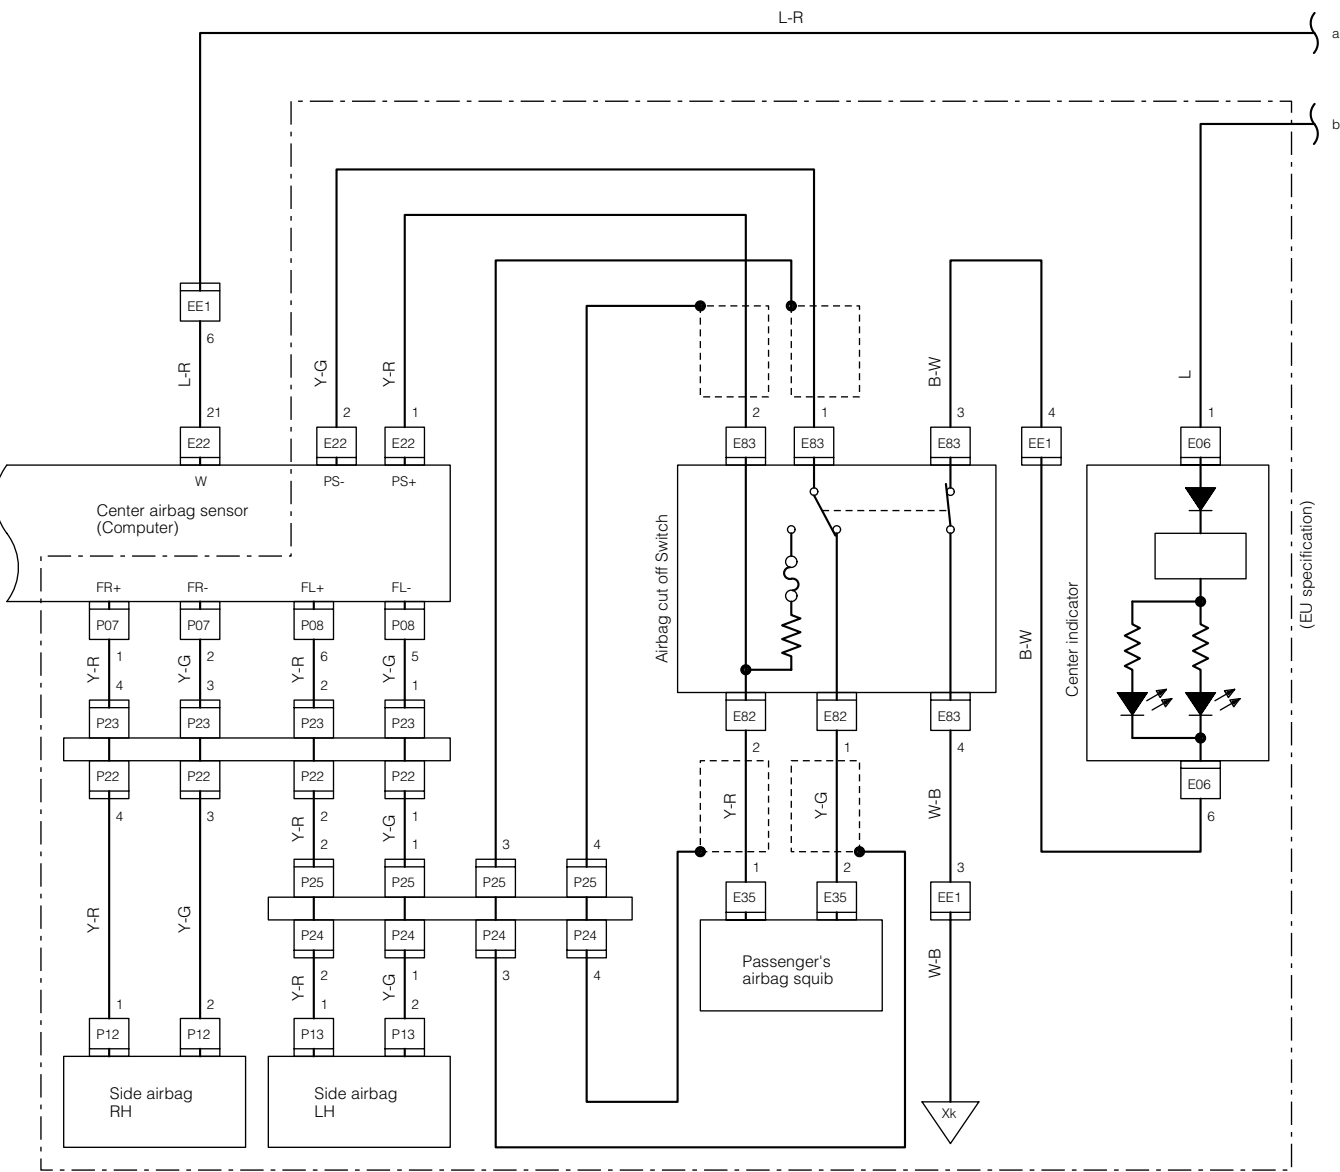 L-R
a
b
EE1
6
L-R
Y-G
Y-R
B-W
L
21
2
1
2
1
3
4
1
E22
E22
E22
E83
E83
E83
EE1
E06
W
PS-
PS+
Center airbag sensor
(Computer)
Airbag cut off Switch
Center indicator
(EU specification)
FR+
FR-
FL+
FL-
P07
P07
P08
P08
B-W
Y-R
1
Y-G
2
Y-R
6
Y-G
5
4
3
2
1
P23
P23
P23
P23
E82
E82
E83
2
1
4
P22
P22
P22
P22
E06
4
3
Y-R
2
Y-G
1
Y-R
Y-G
W-B
6
2
1
3
4
1
2
3
P25
P25
P25
P25
E35
E35
EE1
Y-R
Y-G
P24
P24
P24
P24
W-B
Y-R
2
Y-G
1
3
4
Passenger's
airbag squib
1
2
1
2
P12
P12
P13
P13
Side airbag
RH
Side airbag
LH
Xk